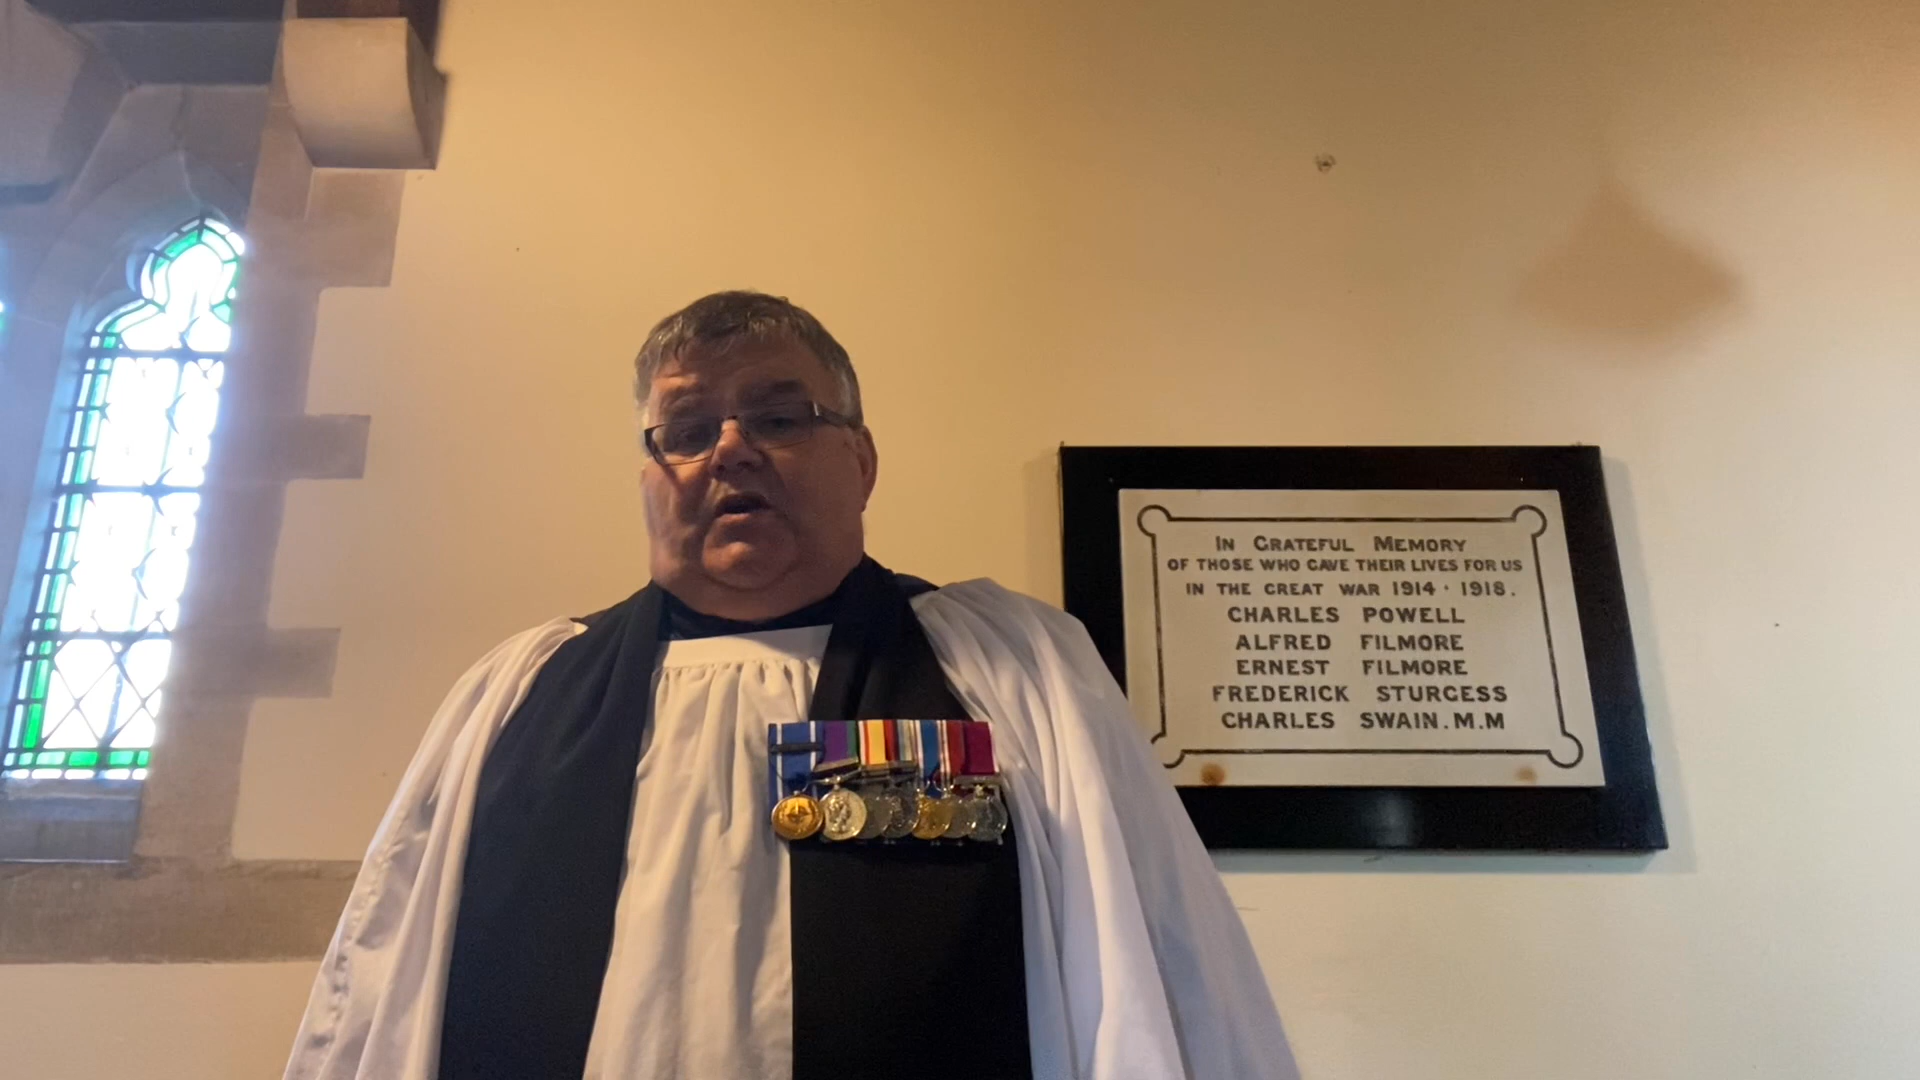 IN GRATEFUL MEMORY
OF THOSE WHO GAVE THEIR LIVES FOR US
IN THE GREAT WAR 1914 · 1918.
CHARLES POWELL
ALFRED FILMORE
ERNEST FILMORE
FREDERICK STURGESS
CHARLES SWAIN. M.M